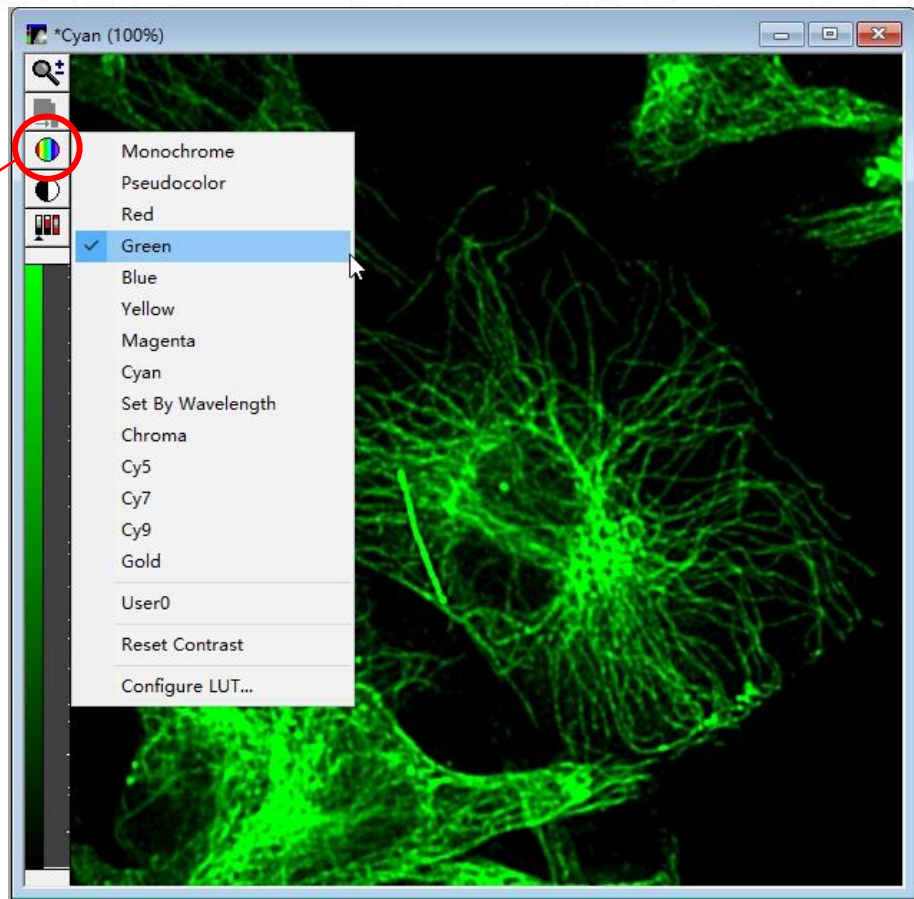 *Cyan (100%)
Monochrome
Pseudocolor
Red
Green
Blue
Yellow
Magenta
Cyan
Set By Wavelength
Chroma
Cy5
Cy7
Cy9
Gold
User0
Reset Contrast
Configure LUT...